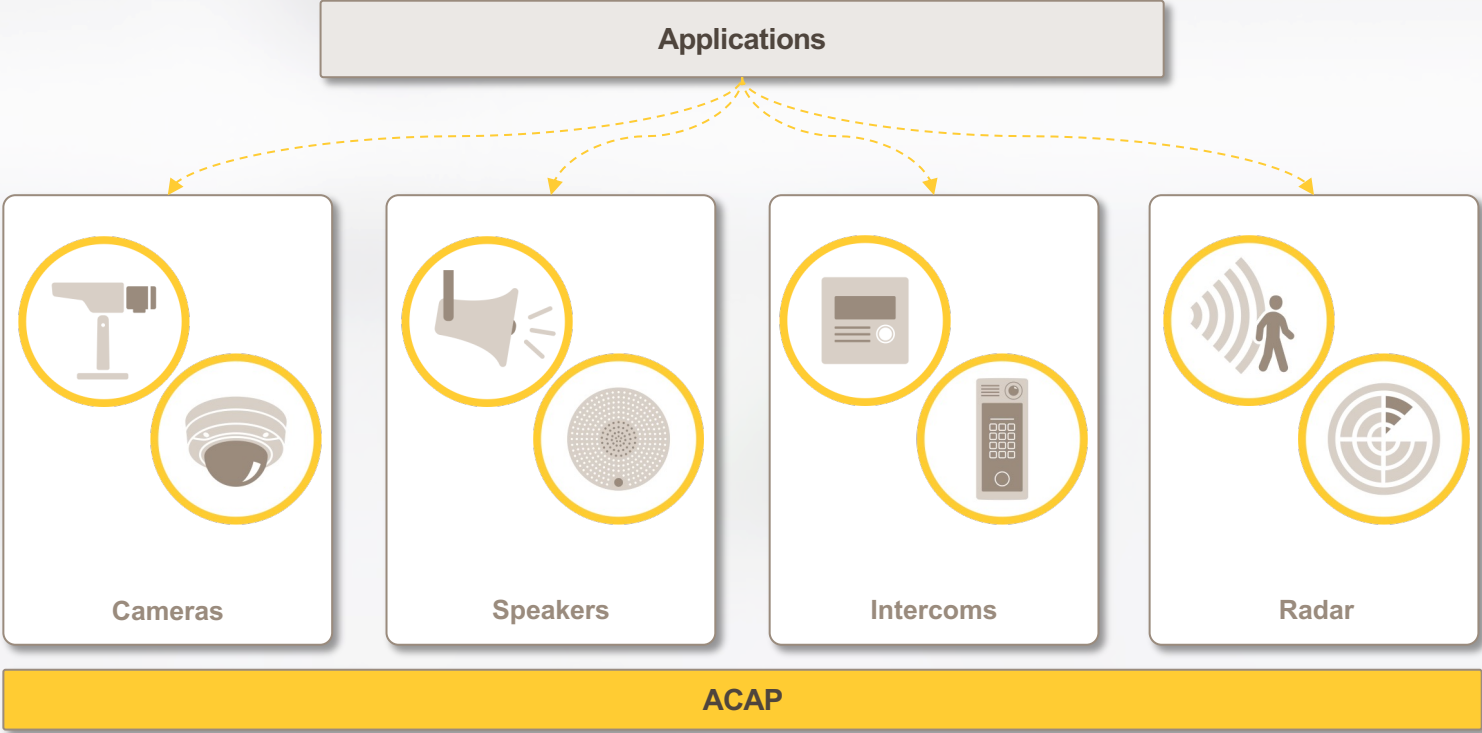 Applications
Cameras
Speakers
Intercoms
Radar
ACAP